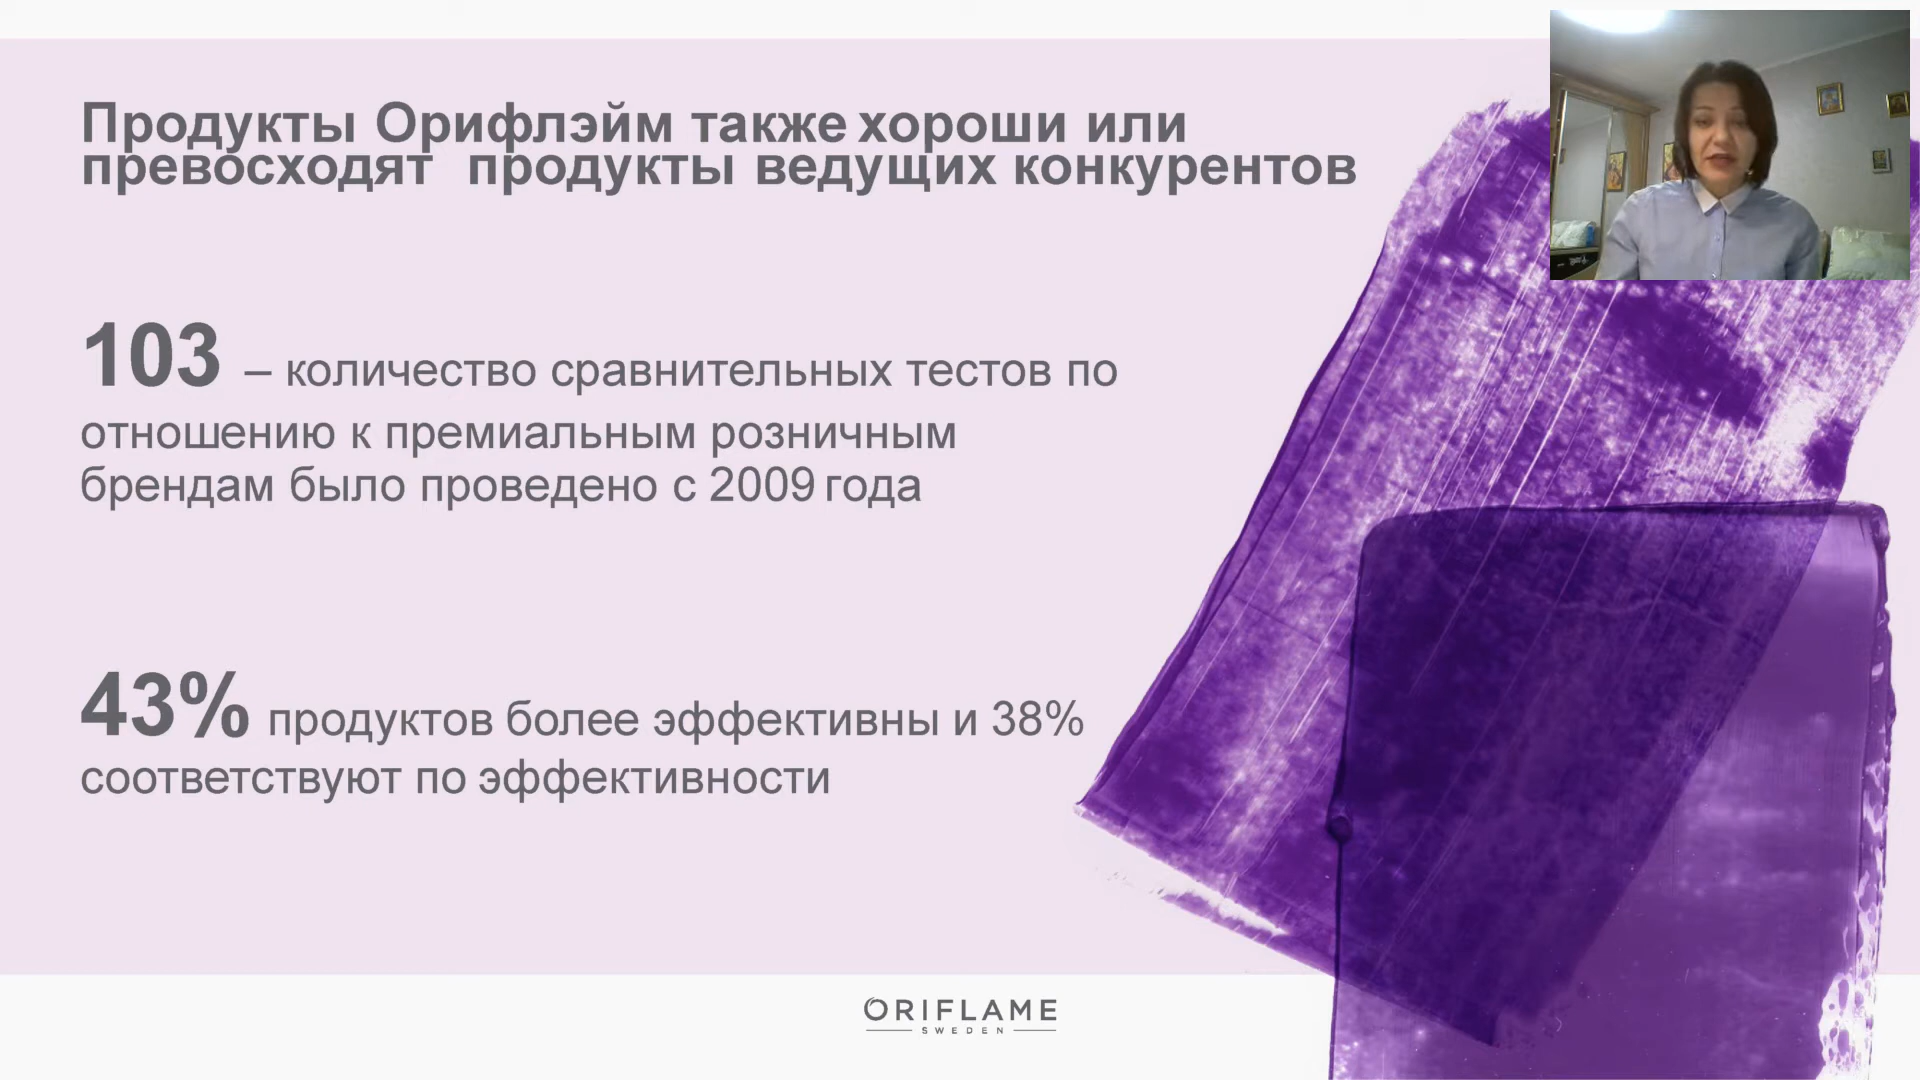 Продукты Орифлэйм также хороши или
превосходят продукты ведущих конкурентов
103 – количество сравнительных тестов по
отношению к премиальным розничным
брендам было проведено с 2009 года
43% продуктов более эффективны и 38%
соответствуют по эффективности
ORIFLAME
SWEDEN